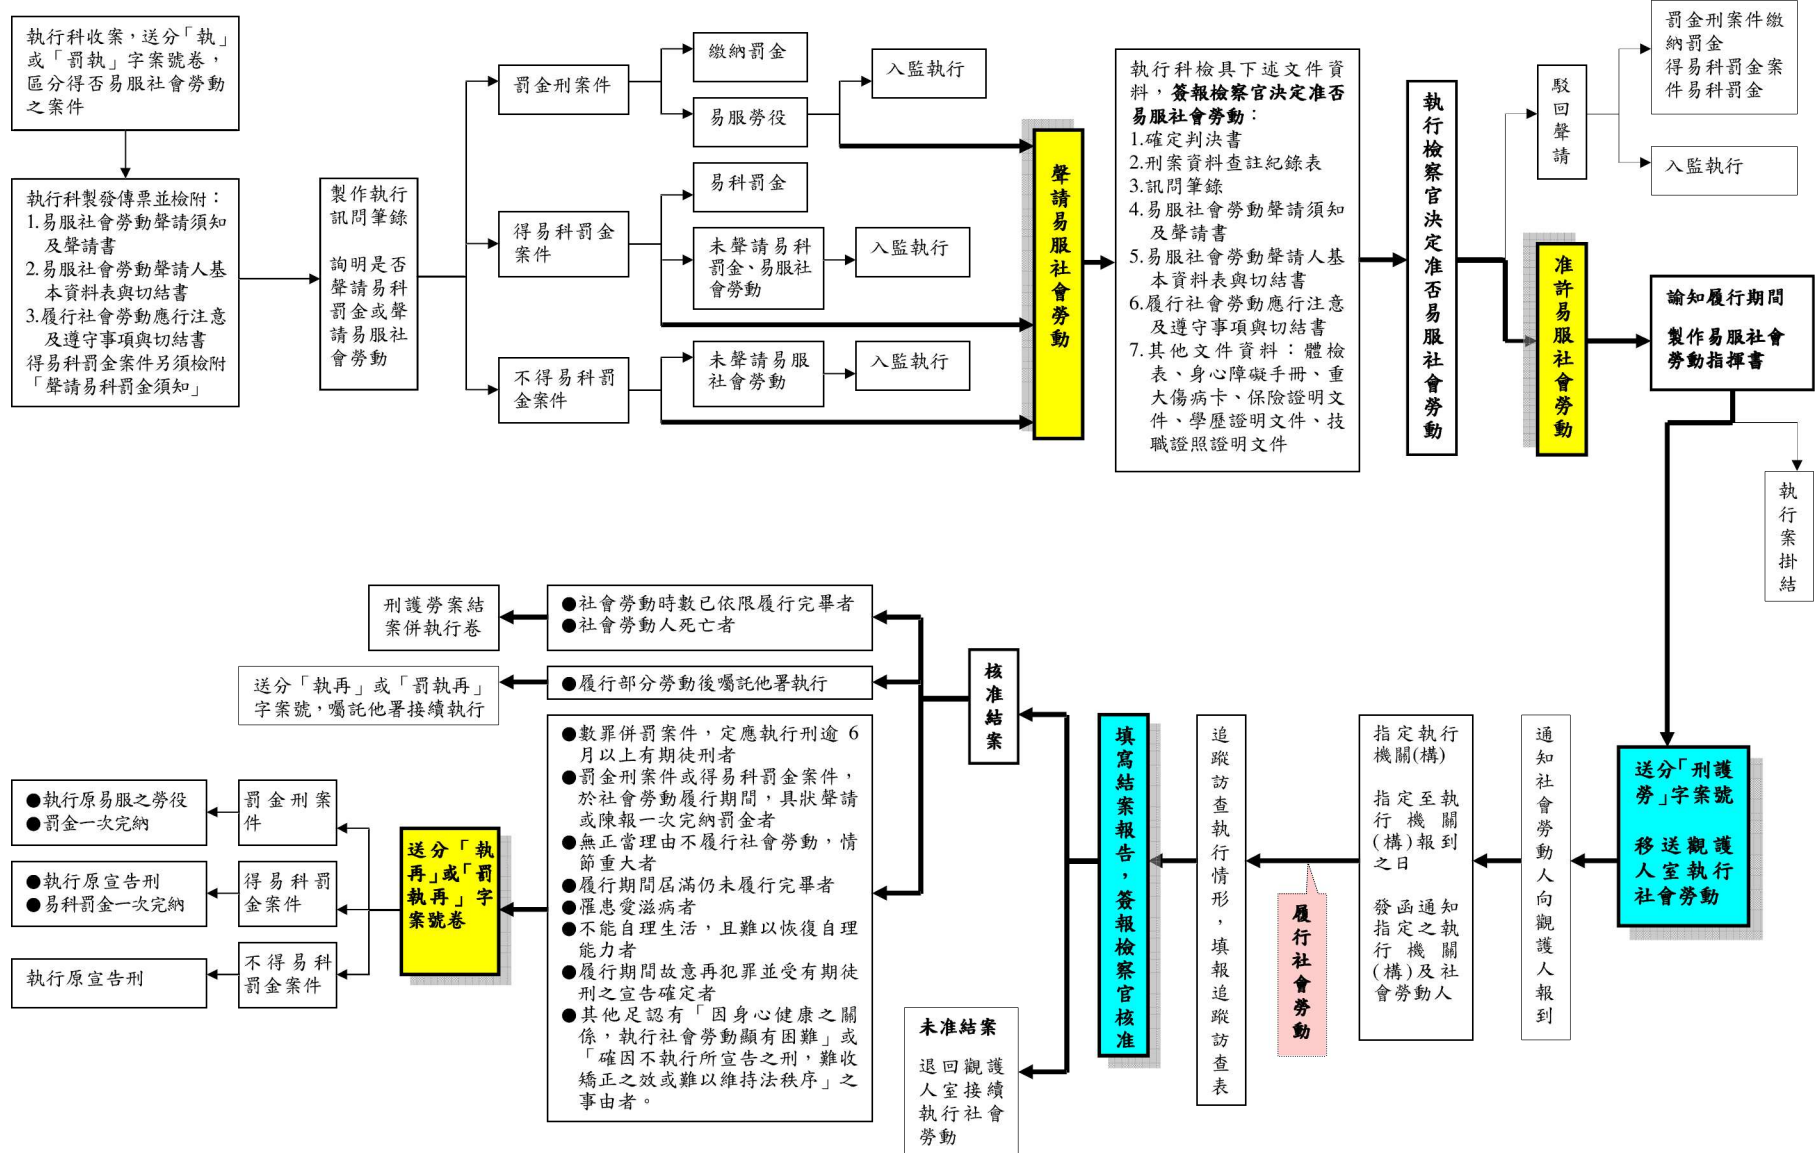 執行科收案，送分「執」
或「罰執」字案號卷，
區分得否易服社會勞動
之案件
執行科製發傳票並檢附：
1.易服社會勞動聲請須知
及聲請書
2.易服社會勞動聲請人基
本資料表與切結書
3.履行社會勞動應行注意
及遵守事項與切結書
得易科罰金案件另須檢附
「聲請易科罰金須知」
製作執行
訊問筆錄
詢明是否
聲請易科
罰金或聲
請易服社
會勞動
罰金刑案件
繳納罰金
易服勞役
入監執行
得易科罰金
案件
易科罰金
未聲請易科
罰金、易服社
會勞動
入監執行
不得易科罰
金案件
未聲請易服
社會勞動
入監執行
聲請易服社會勞動
執行科檢具下述文件資
料，簽報檢察官決定准否
易服社會勞動：
1.確定判決書
2.刑案資料查註紀錄表
3.訊問筆錄
4.易服社會勞動聲請須知
及聲請書
5.易服社會勞動聲請人基
本資料表與切結書
6.履行社會勞動應行注意
及遵守事項與切結書
7.其他文件資料：體檢
表、身心障礙手冊、重
大傷病卡、保險證明文
件、學歷證明文件、技
職證照證明文件
執行檢察官決定准否易服社會勞動
駁回聲請
罰金刑案件繳
納罰金
得易科罰金案
件易科罰金
入監執行
准許易服社會勞動
諭知履行期間
製作易服社會
勞動指揮書
執行案掛結
送分「刑護
勞」字案號
移送觀護
人室執行
社會勞動
通知社會勞動人向觀護人報到
指定執行
機關(構)
指定至執
行機關
(構)報到
之日
發函通知
指定之執
行機關
(構)及社
會勞動人
履行社會勞動
追蹤訪查執行情形，填報追蹤訪查表
填寫結案報告，簽報檢察官核准
核准結案
未准結案
退回觀護
人室接續
執行社會
勞動
●社會勞動時數已依限履行完畢者
●社會勞動人死亡者
刑護勞案結
案併執行卷
●履行部分勞動後囑託他署執行
送分「執再」或「罰執再」
字案號，囑託他署接續執行
●數罪併罰案件，定應執行刑逾 6
月以上有期徒刑者
●罰金刑案件或得易科罰金案件，
於社會勞動履行期間，具狀聲請
或陳報一次完納罰金者
●無正當理由不履行社會勞動，情
節重大者
●履行期間屆滿仍未履行完畢者
●罹患愛滋病者
●不能自理生活，且難以恢復自理
能力者
●履行期間故意再犯罪並受有期徒
刑之宣告確定者
●其他足認有「因身心健康之關
係，執行社會勞動顯有困難」或
「確因不執行所宣告之刑，難收
矯正之效或難以維持法秩序」之
事由者。
送分「執
再」或「罰
執再」字
案號卷
罰金刑案
件
●執行原易服之勞役
●罰金一次完納
得易科罰
金案件
●執行原宣告刑
●易科罰金一次完納
不得易科
罰金案件
執行原宣告刑